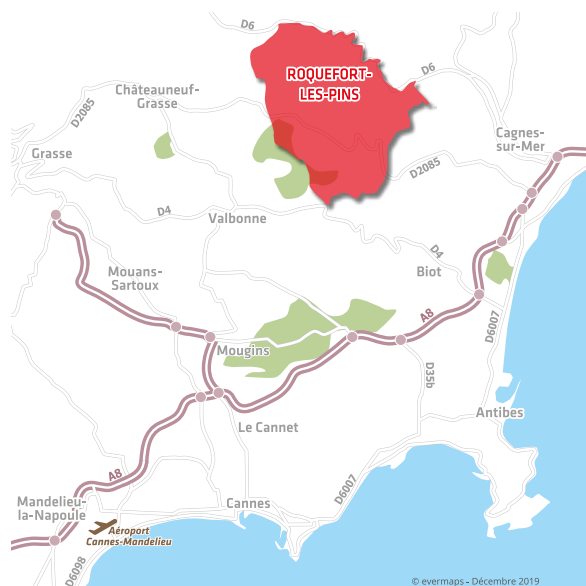 D6
ROQUEFORT-
LES-PINS
D6
Châteauneuf-
Grasse
D2085
Cagnes-
sur-Mer
Grasse
D2085
D4
Valbonne
D4
Biot
Mouans-
Sartoux
A8
D6007
Mougins
D35b
Antibes
Le Cannet
A8
D6007
Mandelieu-
la-Napoule
Cannes
Aéroport
Cannes-Mandelieu
D6098
© evermaps - Décembre 2019